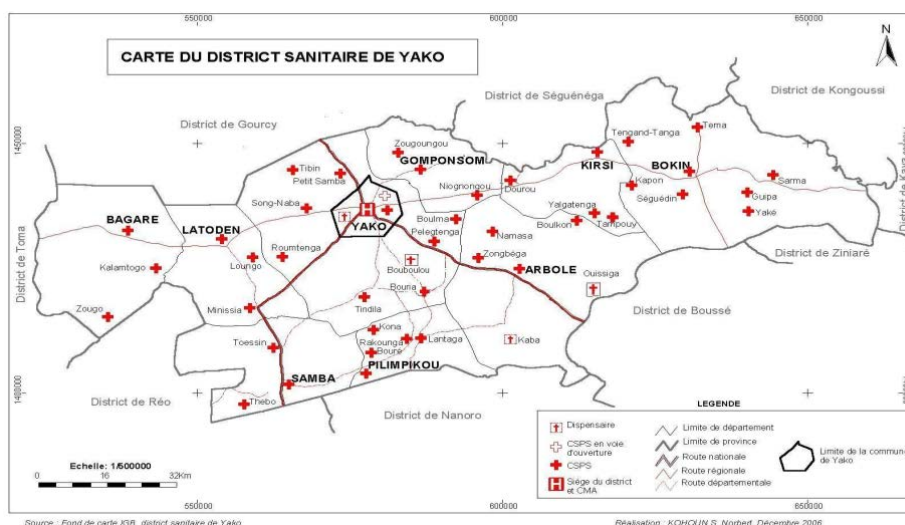 550000
600000
650000
CARTE DU DISTRICT SANITAIRE DE YAKO
N
District de Kongoussi
District de Séguénéga
District de Gourcy
1450000
1450000
Tema
Tengand-Tanga
Zougoungou
GOMPONSOM
KIRSI
BOKIN
Tibin
Petit Samba
Niognongou
Dourou
Kapon
Sarma
Séguédin
Guipa
Song-Naba
Yalgatenga
Yaké
BAGARE
Boulma
Boulkon
Tampouy
LATODEN
YAKO
Namasa
Pelegtenga
Roumtenga
Zongbéga
District de Ziniaré
District de Toma
Kalamtogo
Loungo
Bouboulou
ARBOLE
Ouissiga
Bouria
Zougo
Minissia
Tindila
District de Boussé
Kona
Toessin
Rakounga
Lantaga
Kaba
Bouré
SAMBA
PILIMPIKOU
District de Réo
Thebo
District de Nanoro
LEGENDE
Dispensaire
CSPS en voie
d'ouverture
CSPS
Siège du district
et CMA
Limite de département
Limite de province
Route nationale
Route régionale
Route départementale
Limite de la commune
de Yako
Echelle: 1/500000
0 16 32Km
550000
600000
650000
Source : Fond de carte IGB, district sanitaire de Yako
Réalisation : KOHOUN S. Norbert, Décembre 2006